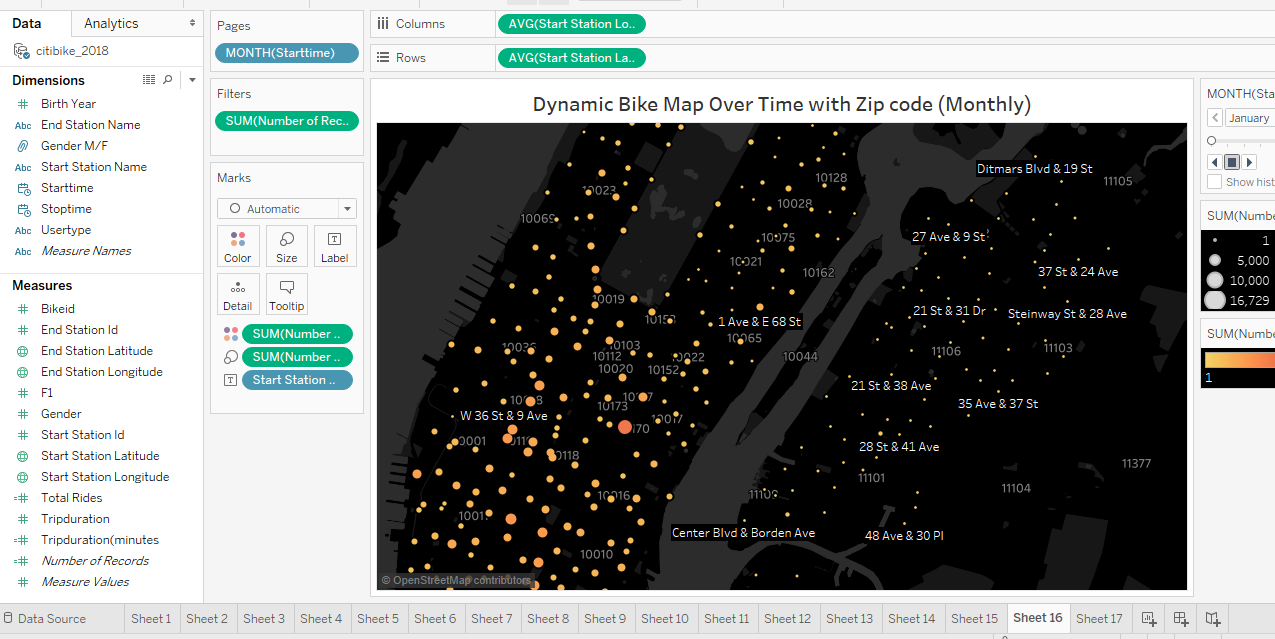 Data
Analytics
citibike_2018
Dimensions
Birth Year
Abc End Station Name
Gender M/F
Abc Start Station Name
Starttime
Stoptime
Abc Usertype
Abc Measure Names
Measures
Bikeid
End Station Id
End Station Latitude
End Station Longitude
F1
Gender
Start Station Id
Start Station Latitude
Start Station Longitude
Total Rides
Tripduration
Tripduration(minutes
Number of Records
Measure Values
Pages
MONTH(Starttime)
Filters
SUM(Number of Rec..
Marks
Automatic
Color
Size
Label
Detail
Tooltip
SUM(Number ..
SUM(Number ..
Start Station ..
Columns
AVG(Start Station Lo..
Rows
AVG(Start Station La..
Dynamic Bike Map Over Time with Zip code (Monthly)
Ditmars Blvd & 19 St
10128
11105
10023
10028
10069
27 Ave & 9 St
10075
10021
10162
37 St & 24 Ave
10019
21 St & 31 Dr
Steinway St & 28 Ave
1 Ave & E 68 St
10065
10103
10112
10022
10044
11106
11103
10020
10152
21 St & 38 Ave
10173
35 Ave & 37 St
W 36 St & 9 Ave
10017
28 St & 41 Ave
10118
11377
11101
11104
10016
11109
Center Blvd & Borden Ave
48 Ave & 30 Pl
10010
© OpenStreetMap contributors
MONTH(Sta
January
Show hist
SUM(Numbe
1
5,000
10,000
16,729
SUM(Numbe
1
Data Source
Sheet 1
Sheet 2
Sheet 3
Sheet 4
Sheet 5
Sheet 6
Sheet 7
Sheet 8
Sheet 9
Sheet 10
Sheet 11
Sheet 12
Sheet 13
Sheet 14
Sheet 15
Sheet 16
Sheet 17